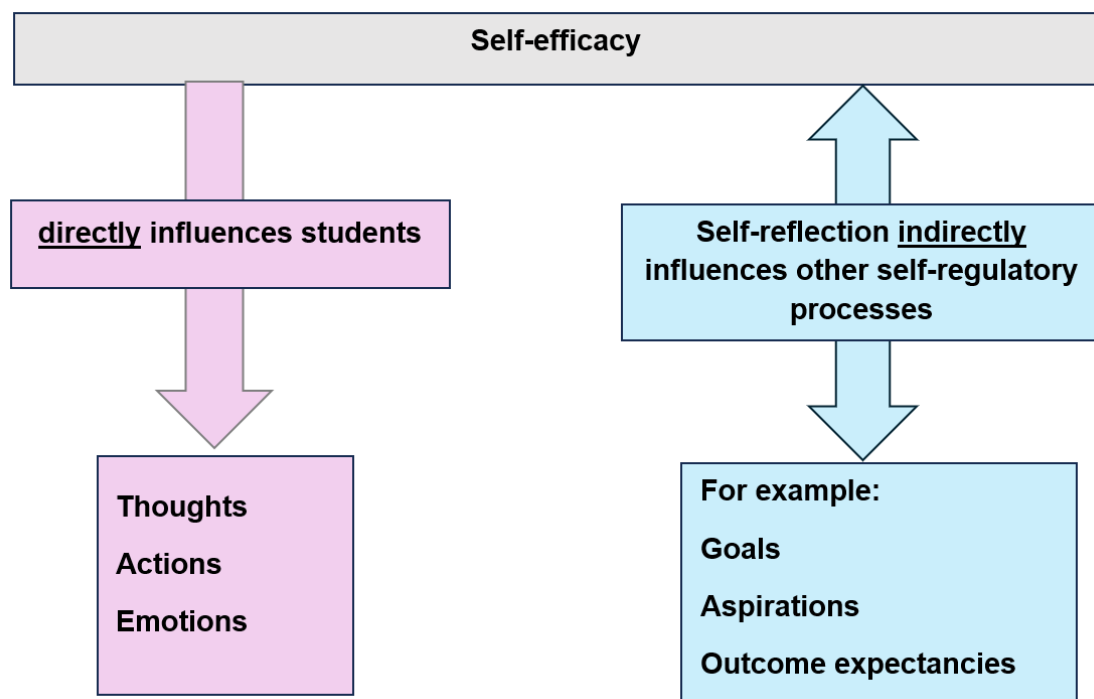 Self-efficacy
directly influences students
Self-reflection indirectly
influences other self-regulatory
processes
Thoughts
Actions
Emotions
For example:
Goals
Aspirations
Outcome expectancies